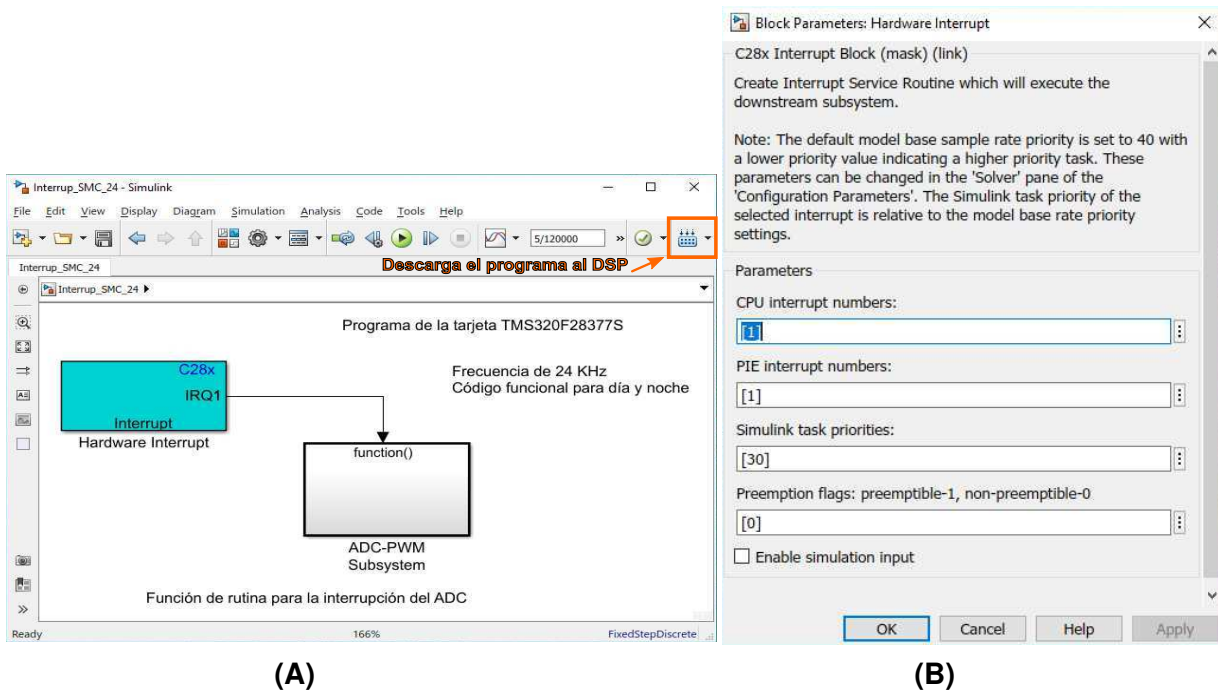 Interrup_SMC_24 - Simulink
File Edit View Display Diagram Simulation Analysis Code Tools Help
5/120000
»
Interrup_SMC_24
Descarga el programa al DSP
Interrup_SMC_24
Programa de la tarjeta TMS320F28377S
Frecuencia de 24 KHz
Código funcional para día y noche
C28x
IRQ1
Interrupt
Hardware Interrupt
function()
ADC-PWM
Subsystem
Función de rutina para la interrupción del ADC
»
Ready 166% FixedStepDiscrete
(A)
Block Parameters: Hardware Interrupt
C28x Interrupt Block (mask) (link)
Create Interrupt Service Routine which will execute the
downstream subsystem.
Note: The default model base sample rate priority is set to 40 with
a lower priority value indicating a higher priority task. These
parameters can be changed in the 'Solver' pane of the
'Configuration Parameters'. The Simulink task priority of the
selected interrupt is relative to the model base rate priority
settings.
Parameters
CPU interrupt numbers:
[1]
PIE interrupt numbers:
[1]
Simulink task priorities:
[30]
Preemption flags: preemptible-1, non-preemptible-0
[0]
Enable simulation input
OK Cancel Help Apply
(B)